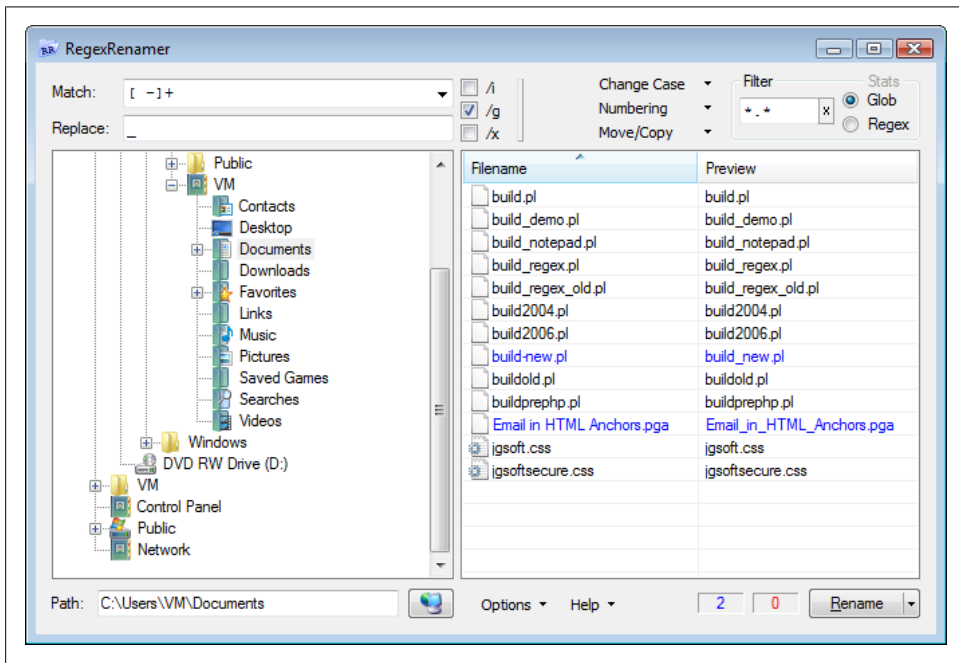 RR RegexRenamer
Match: [ -]+
/i
/g
/x
Replace: _
Change Case
Numbering
Move/Copy
Filter
*.*
x
Stats
Glob
Regex
Public
VM
Contacts
Desktop
Documents
Downloads
Favorites
Links
Music
Pictures
Saved Games
Searches
Videos
Windows
DVD RW Drive (D:)
VM
Control Panel
Public
Network
Filename Preview
build.pl build.pl
build_demo.pl build_demo.pl
build_notepad.pl build_notepad.pl
build_regex.pl build_regex.pl
build_regex_old.pl build_regex_old.pl
build2004.pl build2004.pl
build2006.pl build2006.pl
build-new.pl build_new.pl
buildold.pl buildold.pl
buildprephp.pl buildprephp.pl
Email in HTML Anchors.pga Email_in_HTML_Anchors.pga
jgsoft.css jgsoft.css
jgsoftsecure.css jgsoftsecure.css
Path: C:\Users\VM\Documents
Options Help 2 0 Rename